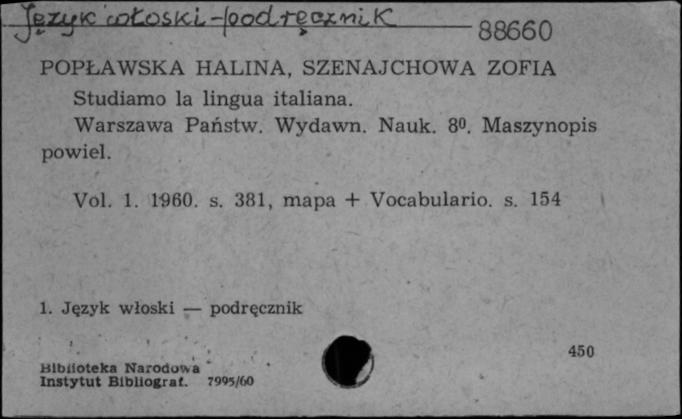 Język włoski - podręcznik
88660
POPŁAWSKA HALINA, SZENAJCHOWA ZOFIA
Studiamo la lingua italiana.
Warszawa Państw. Wydawn. Nauk. 8⁰. Maszynopis
powiel.
Vol. 1. 1960. s. 381, mapa + Vocabulario. s. 154
1. Język włoski — podręcznik
450
Biblioteka Narodowa
Instytut Bibliograf. 7995/60